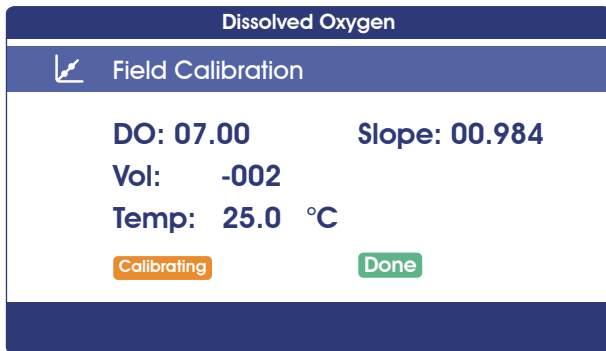 Dissolved Oxygen
Field Calibration
DO: 07.00 Slope: 00.984
Vol: -002
Temp: 25.0 °C
Calibrating Done